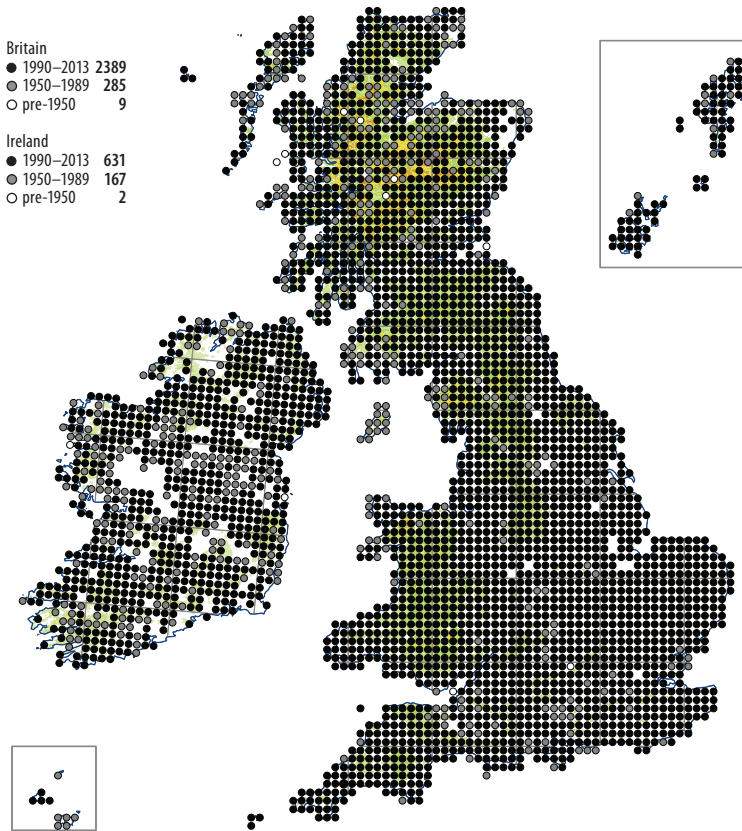 Britain
1990–2013 2389
1950–1989 285
pre-1950 9
Ireland
1990–2013 631
1950–1989 167
pre-1950 2